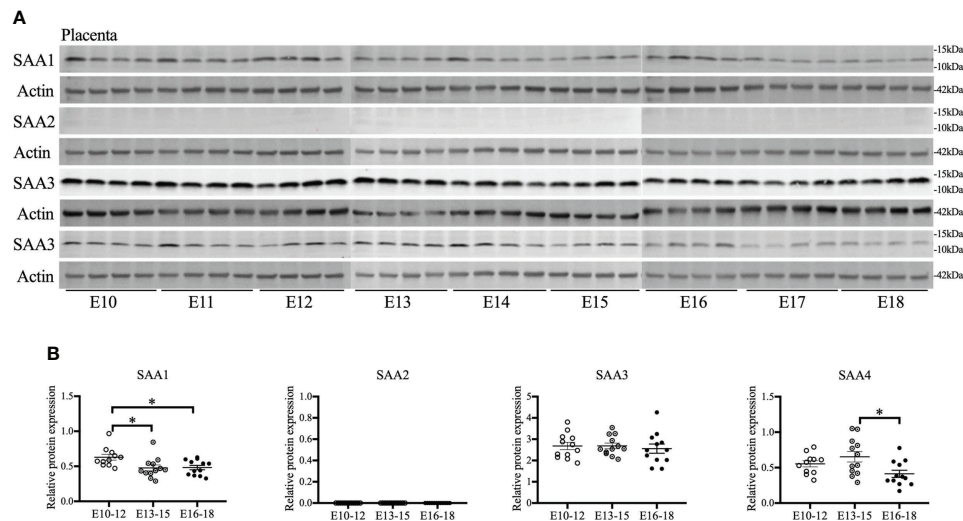 A
Placenta
SAA1 -15kDa
-10kDa
Actin -42kDa
SAA2 -15kDa
-10kDa
Actin -42kDa
SAA3 -15kDa
-10kDa
Actin -42kDa
SAA3 -15kDa
-10kDa
Actin -42kDa
E10 E11 E12 E13 E14 E15 E16 E17 E18
B
SAA1
Relative protein expression
1.5
1.0
0.5
0.0
* *
E10-12 E13-15 E16-18
SAA2
Relative protein expression
1.0
0.8
0.6
0.4
0.2
0.0
E10-12 E13-15 E16-18
SAA3
Relative protein expression
5
4
3
2
1
0
E10-12 E13-15 E16-18
SAA4
Relative protein expression
1.5
1.0
0.5
0.0
*
E10-12 E13-15 E16-18